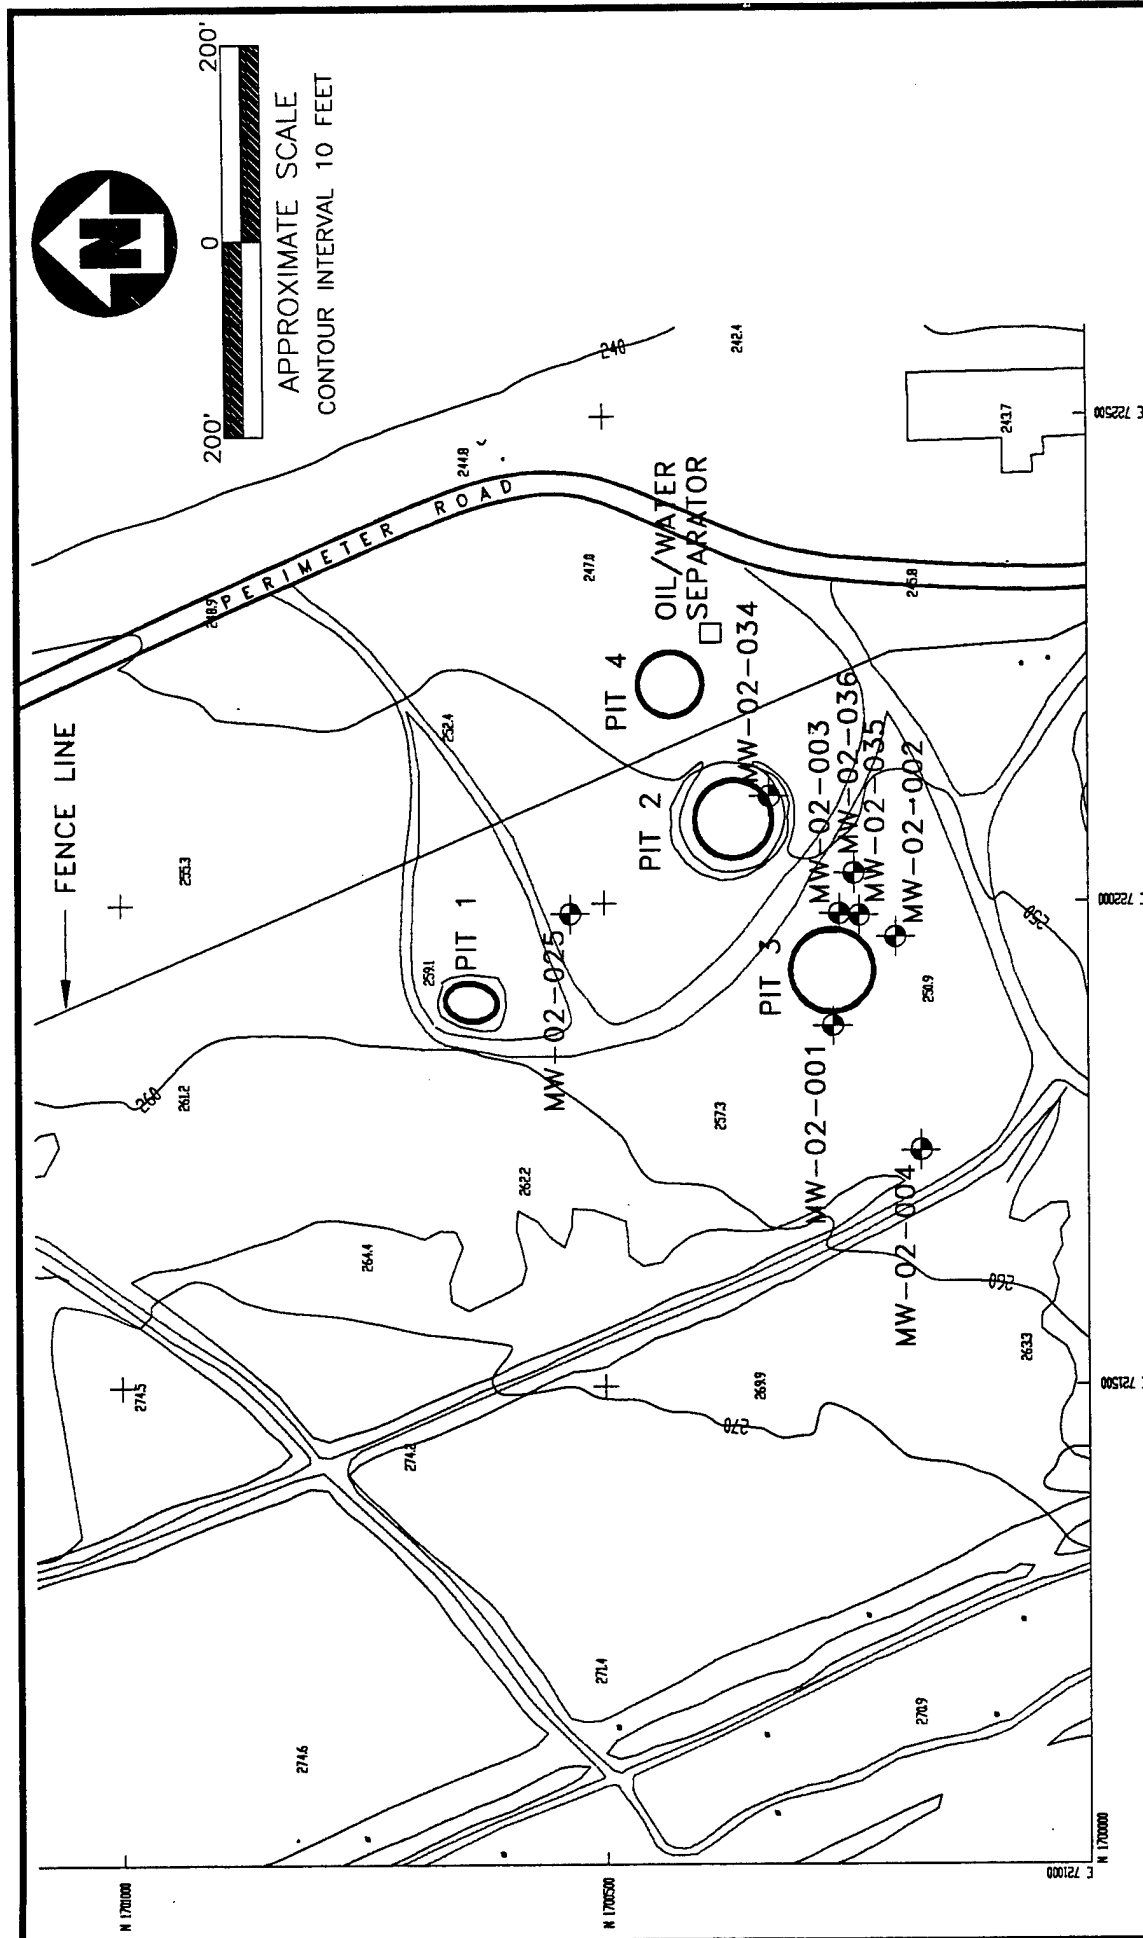 N
200'
0
200'
APPROXIMATE SCALE
CONTOUR INTERVAL 10 FEET
FENCE LINE
PERIMETER ROAD
OIL/WATER
SEPARATOR
PIT 4
PIT 2
PIT 1
PIT 3
MW-02-034
MW-02-003
MW-02-036
MW-02-035
MW-02-002
MW-02-025
MW-02-001
MW-02-004
240
242.4
243.7
244.8
247.0
248.9
245.8
252.4
255.3
259.1
250
250.9
257.3
260
261.2
262.2
264.4
260
263.3
269.9
270
274.5
274.2
271.4
270.9
274.6
N 1701000
N 1700500
N 1700000
E 721000
E 721500
E 722000
E 722500